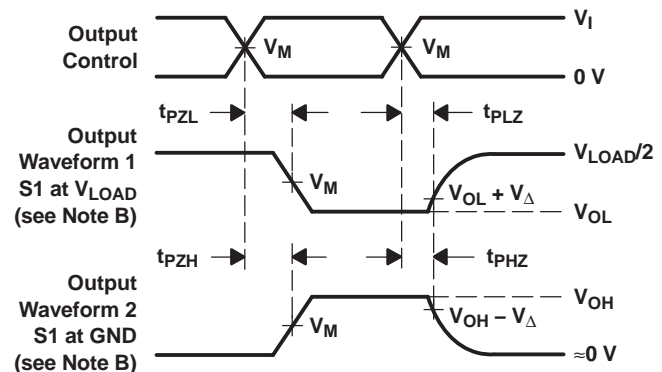 Output
Control
V_M
V_M
V_I
0 V
t_PZL
t_PLZ
Output
Waveform 1
S1 at V_LOAD
(see Note B)
V_M
V_LOAD/2
V_OL + V_Δ
V_OL
t_PZH
t_PHZ
Output
Waveform 2
S1 at GND
(see Note B)
V_M
V_OH
V_OH − V_Δ
≈0 V